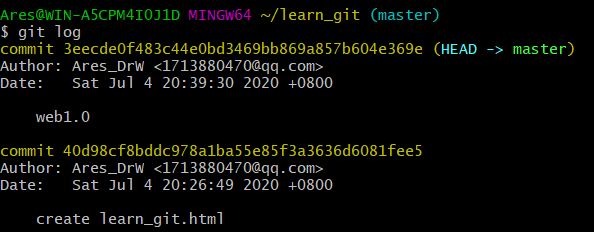 Ares@WIN-A5CPM4I0J1D MINGW64 ~/learn_git (master)
$ git log
commit 3eecde0f483c44e0bd3469bb869a857b604e369e (HEAD -> master)
Author: Ares_DrW <1713880470@qq.com>
Date:   Sat Jul 4 20:39:30 2020 +0800
    web1.0
commit 40d98cf8bddc978a1ba55e85f3a3636d6081fee5
Author: Ares_DrW <1713880470@qq.com>
Date:   Sat Jul 4 20:26:49 2020 +0800
    create learn_git.html